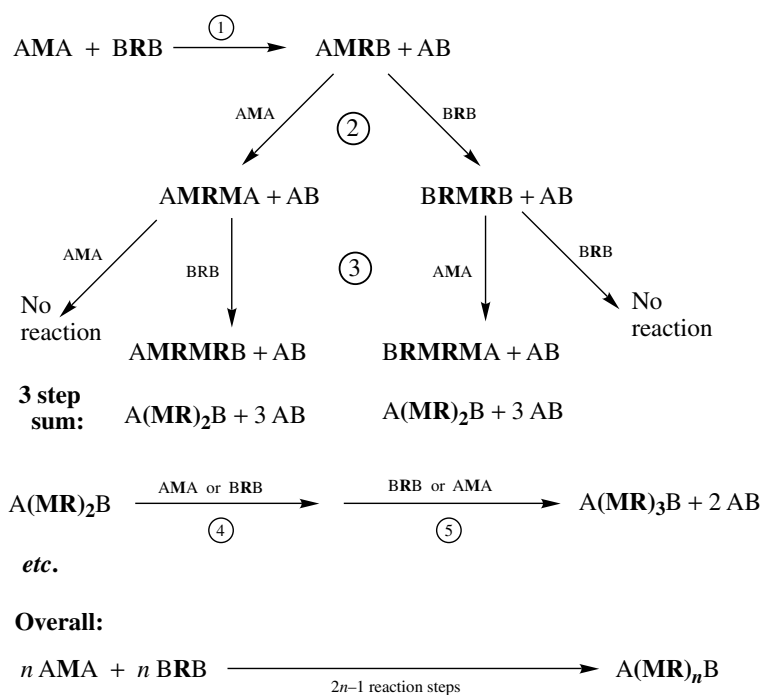 ①
AMA + BRB AMRB + AB
AMA ② BRB
AMRMA + AB BRMRB + AB
AMA BRB ③ AMA BRB
No reaction
No reaction
AMRMRB + AB BRMRMA + AB
3 step
sum:
A(MR)₂B + 3 AB A(MR)₂B + 3 AB
AMA or BRB BRB or AMA
A(MR)₂B A(MR)₃B + 2 AB
④ ⑤
etc.
Overall:
n AMA + n BRB A(MR)ₙB
2n–1 reaction steps